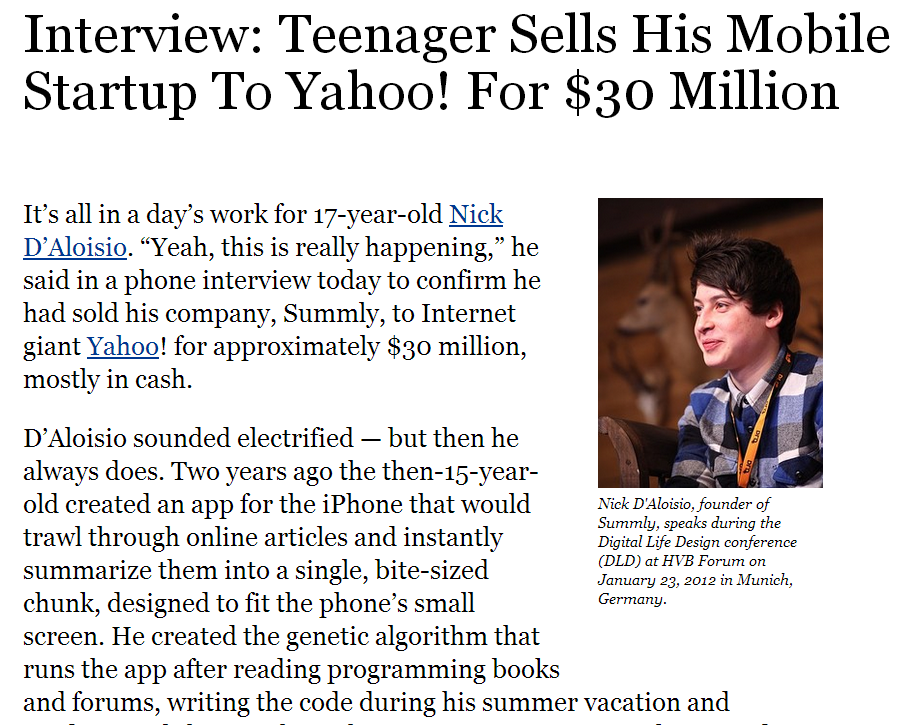 Interview: Teenager Sells His Mobile
Startup To Yahoo! For $30 Million
It’s all in a day’s work for 17-year-old Nick
D’Aloisio. “Yeah, this is really happening,” he
said in a phone interview today to confirm he
had sold his company, Summly, to Internet
giant Yahoo! for approximately $30 million,
mostly in cash.
D’Aloisio sounded electrified — but then he
always does. Two years ago the then-15-year-
old created an app for the iPhone that would
trawl through online articles and instantly
summarize them into a single, bite-sized
chunk, designed to fit the phone’s small
screen. He created the genetic algorithm that
runs the app after reading programming books
and forums, writing the code during his summer vacation and
Nick D'Aloisio, founder of
Summly, speaks during the
Digital Life Design conference
(DLD) at HVB Forum on
January 23, 2012 in Munich,
Germany.